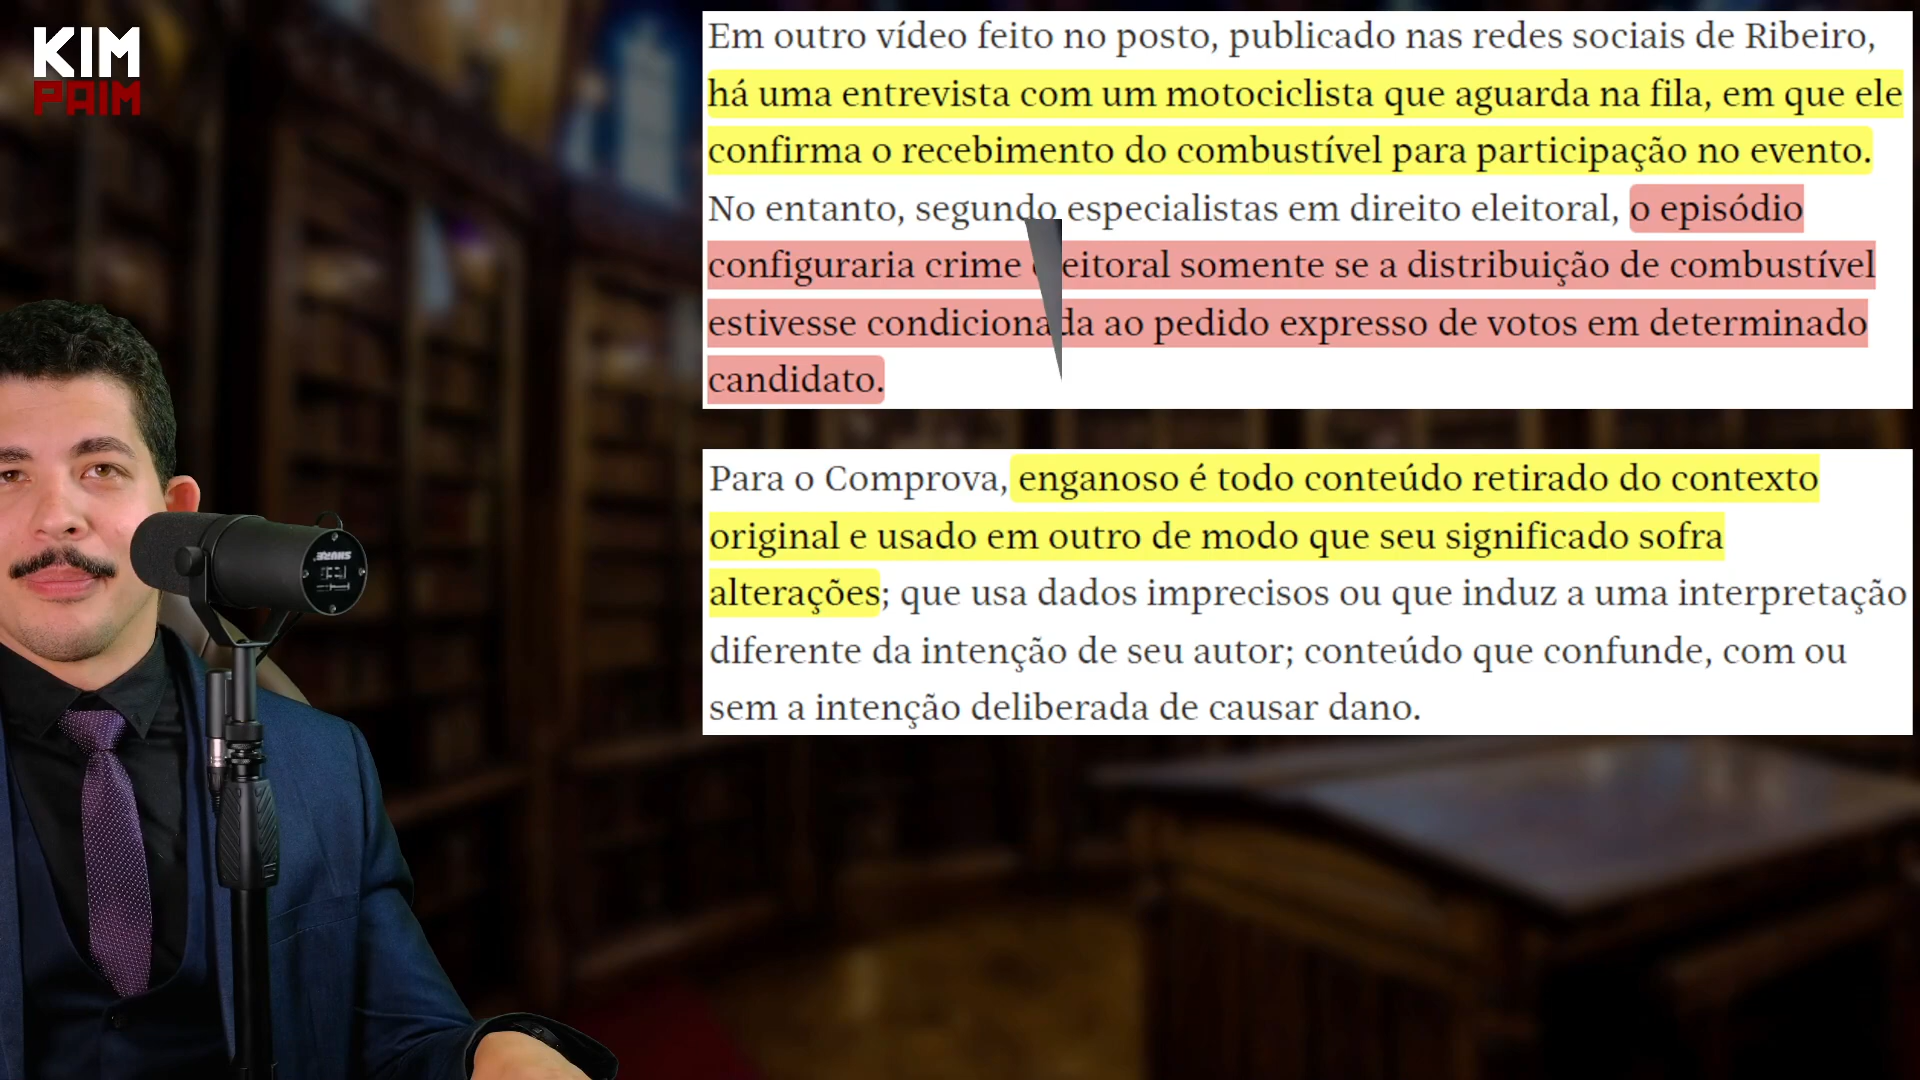 KIM
PAIM
Em outro vídeo feito no posto, publicado nas redes sociais de Ribeiro,
há uma entrevista com um motociclista que aguarda na fila, em que ele
confirma o recebimento do combustível para participação no evento.
No entanto, segundo especialistas em direito eleitoral, o episódio
configuraria crime eleitoral somente se a distribuição de combustível
estivesse condicionada ao pedido expresso de votos em determinado
candidato.
Para o Comprova, enganoso é todo conteúdo retirado do contexto
original e usado em outro de modo que seu significado sofra
alterações; que usa dados imprecisos ou que induz a uma interpretação
diferente da intenção de seu autor; conteúdo que confunde, com ou
sem a intenção deliberada de causar dano.
SHURE